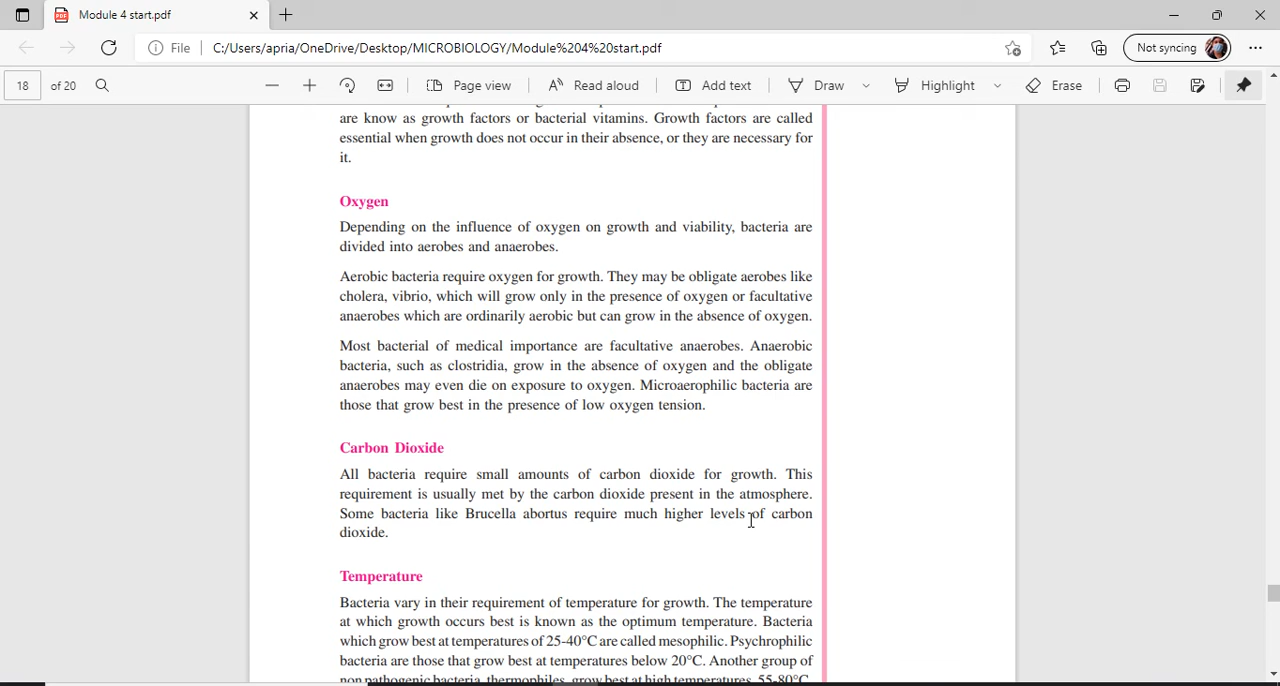 Module 4 start.pdf
File
C:/Users/apria/OneDrive/Desktop/MICROBIOLOGY/Module%204%20start.pdf
Not syncing
18 of 20
Page view
Read aloud
Add text
Draw
Highlight
Erase
are know as growth factors or bacterial vitamins. Growth factors are called
essential when growth does not occur in their absence, or they are necessary for
it.
Oxygen
Depending on the influence of oxygen on growth and viability, bacteria are
divided into aerobes and anaerobes.
Aerobic bacteria require oxygen for growth. They may be obligate aerobes like
cholera, vibrio, which will grow only in the presence of oxygen or facultative
anaerobes which are ordinarily aerobic but can grow in the absence of oxygen.
Most bacterial of medical importance are facultative anaerobes. Anaerobic
bacteria, such as clostridia, grow in the absence of oxygen and the obligate
anaerobes may even die on exposure to oxygen. Microaerophilic bacteria are
those that grow best in the presence of low oxygen tension.
Carbon Dioxide
All bacteria require small amounts of carbon dioxide for growth. This
requirement is usually met by the carbon dioxide present in the atmosphere.
Some bacteria like Brucella abortus require much higher levels of carbon
dioxide.
Temperature
Bacteria vary in their requirement of temperature for growth. The temperature
at which growth occurs best is known as the optimum temperature. Bacteria
which grow best at temperatures of 25-40°C are called mesophilic. Psychrophilic
bacteria are those that grow best at temperatures below 20°C. Another group of
non pathogenic bacteria, thermophiles, grow best at high temperatures, 55-80°C.